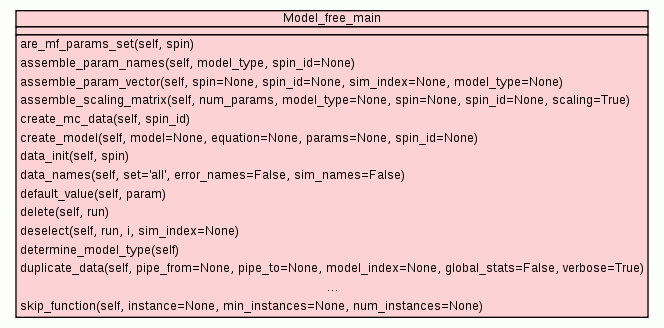 Model_free_main
are_mf_params_set(self, spin)
assemble_param_names(self, model_type, spin_id=None)
assemble_param_vector(self, spin=None, spin_id=None, sim_index=None, model_type=None)
assemble_scaling_matrix(self, num_params, model_type=None, spin=None, spin_id=None, scaling=True)
create_mc_data(self, spin_id)
create_model(self, model=None, equation=None, params=None, spin_id=None)
data_init(self, spin)
data_names(self, set='all', error_names=False, sim_names=False)
default_value(self, param)
delete(self, run)
deselect(self, run, i, sim_index=None)
determine_model_type(self)
duplicate_data(self, pipe_from=None, pipe_to=None, model_index=None, global_stats=False, verbose=True)
...
skip_function(self, instance=None, min_instances=None, num_instances=None)